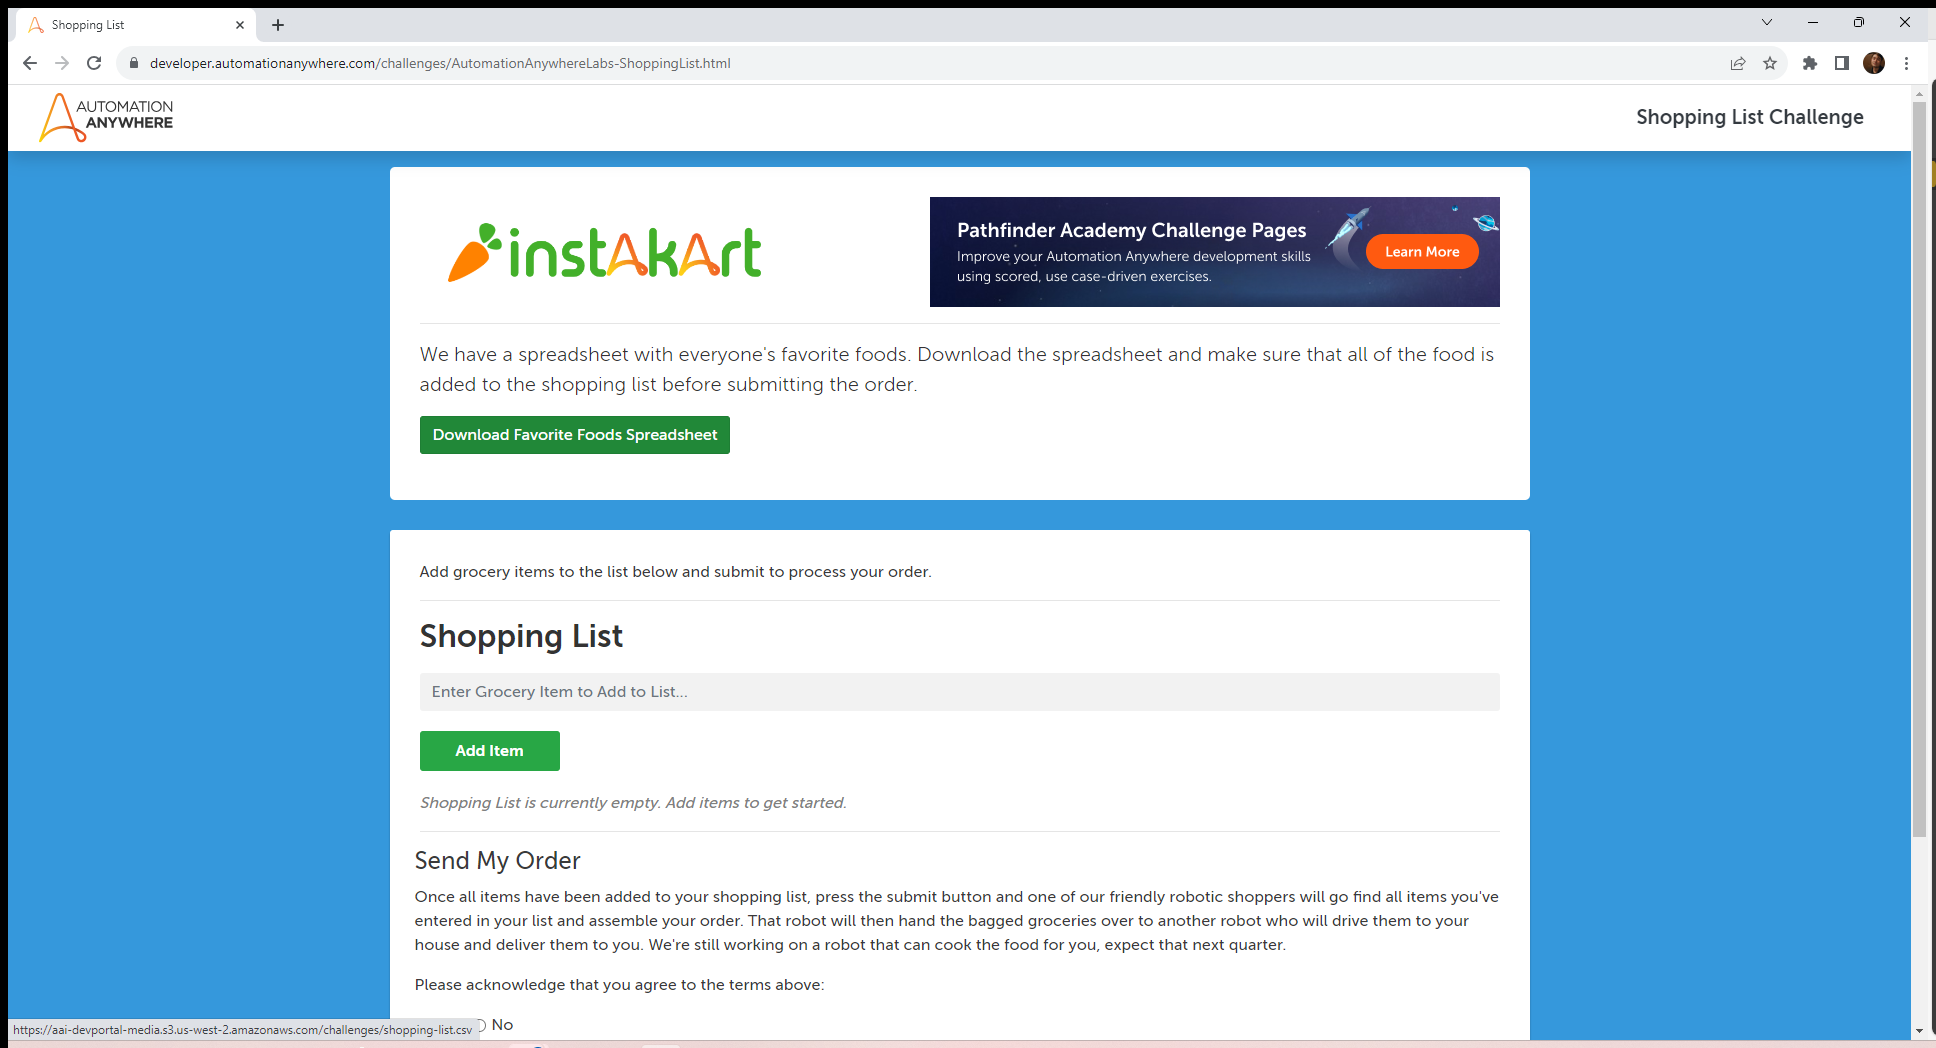 Shopping List
developer.automationanywhere.com/challenges/AutomationAnywhereLabs-ShoppingList.html
AUTOMATION
ANYWHERE
Shopping List Challenge
instAkArt
Pathfinder Academy Challenge Pages
Improve your Automation Anywhere development skills
using scored, use case-driven exercises.
Learn More
We have a spreadsheet with everyone's favorite foods. Download the spreadsheet and make sure that all of the food is
added to the shopping list before submitting the order.
Download Favorite Foods Spreadsheet
Add grocery items to the list below and submit to process your order.
Shopping List
Enter Grocery Item to Add to List...
Add Item
Shopping List is currently empty. Add items to get started.
Send My Order
Once all items have been added to your shopping list, press the submit button and one of our friendly robotic shoppers will go find all items you've
entered in your list and assemble your order. That robot will then hand the bagged groceries over to another robot who will drive them to your
house and deliver them to you. We're still working on a robot that can cook the food for you, expect that next quarter.
Please acknowledge that you agree to the terms above:
No
https://aai-devportal-media.s3.us-west-2.amazonaws.com/challenges/shopping-list.csv